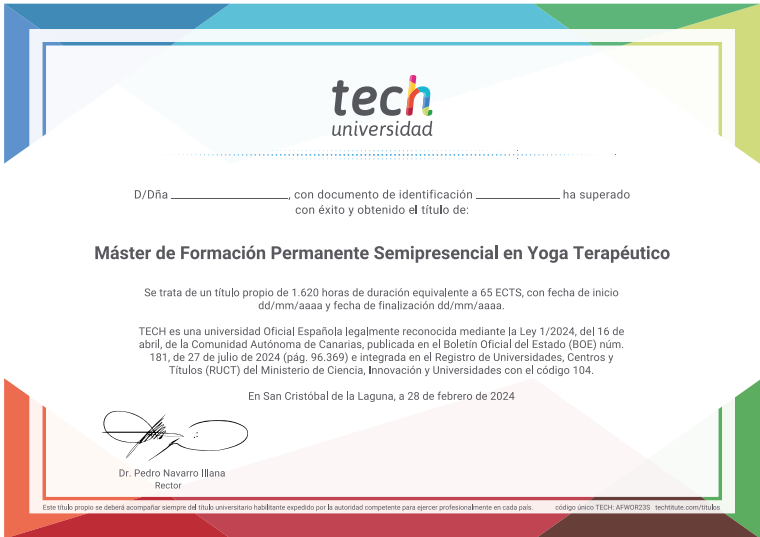 tech
universidad
D/Dña ____________________, con documento de identificación ______________ ha superado
con éxito y obtenido el título de:
Máster de Formación Permanente Semipresencial en Yoga Terapéutico
Se trata de un título propio de 1.620 horas de duración equivalente a 65 ECTS, con fecha de inicio
dd/mm/aaaa y fecha de finalización dd/mm/aaaa.
TECH es una universidad Oficial Española legalmente reconocida mediante la Ley 1/2024, del 16 de
abril, de la Comunidad Autónoma de Canarias, publicada en el Boletín Oficial del Estado (BOE) núm.
181, de 27 de julio de 2024 (pág. 96.369) e integrada en el Registro de Universidades, Centros y
Títulos (RUCT) del Ministerio de Ciencia, Innovación y Universidades con el código 104.
En San Cristóbal de la Laguna, a 28 de febrero de 2024
Dr. Pedro Navarro Illana
Rector
Este título propio se deberá acompañar siempre del título universitario habilitante expedido por la autoridad competente para ejercer profesionalmente en cada país. código único TECH: AFWOR23S techtitute.com/titulos